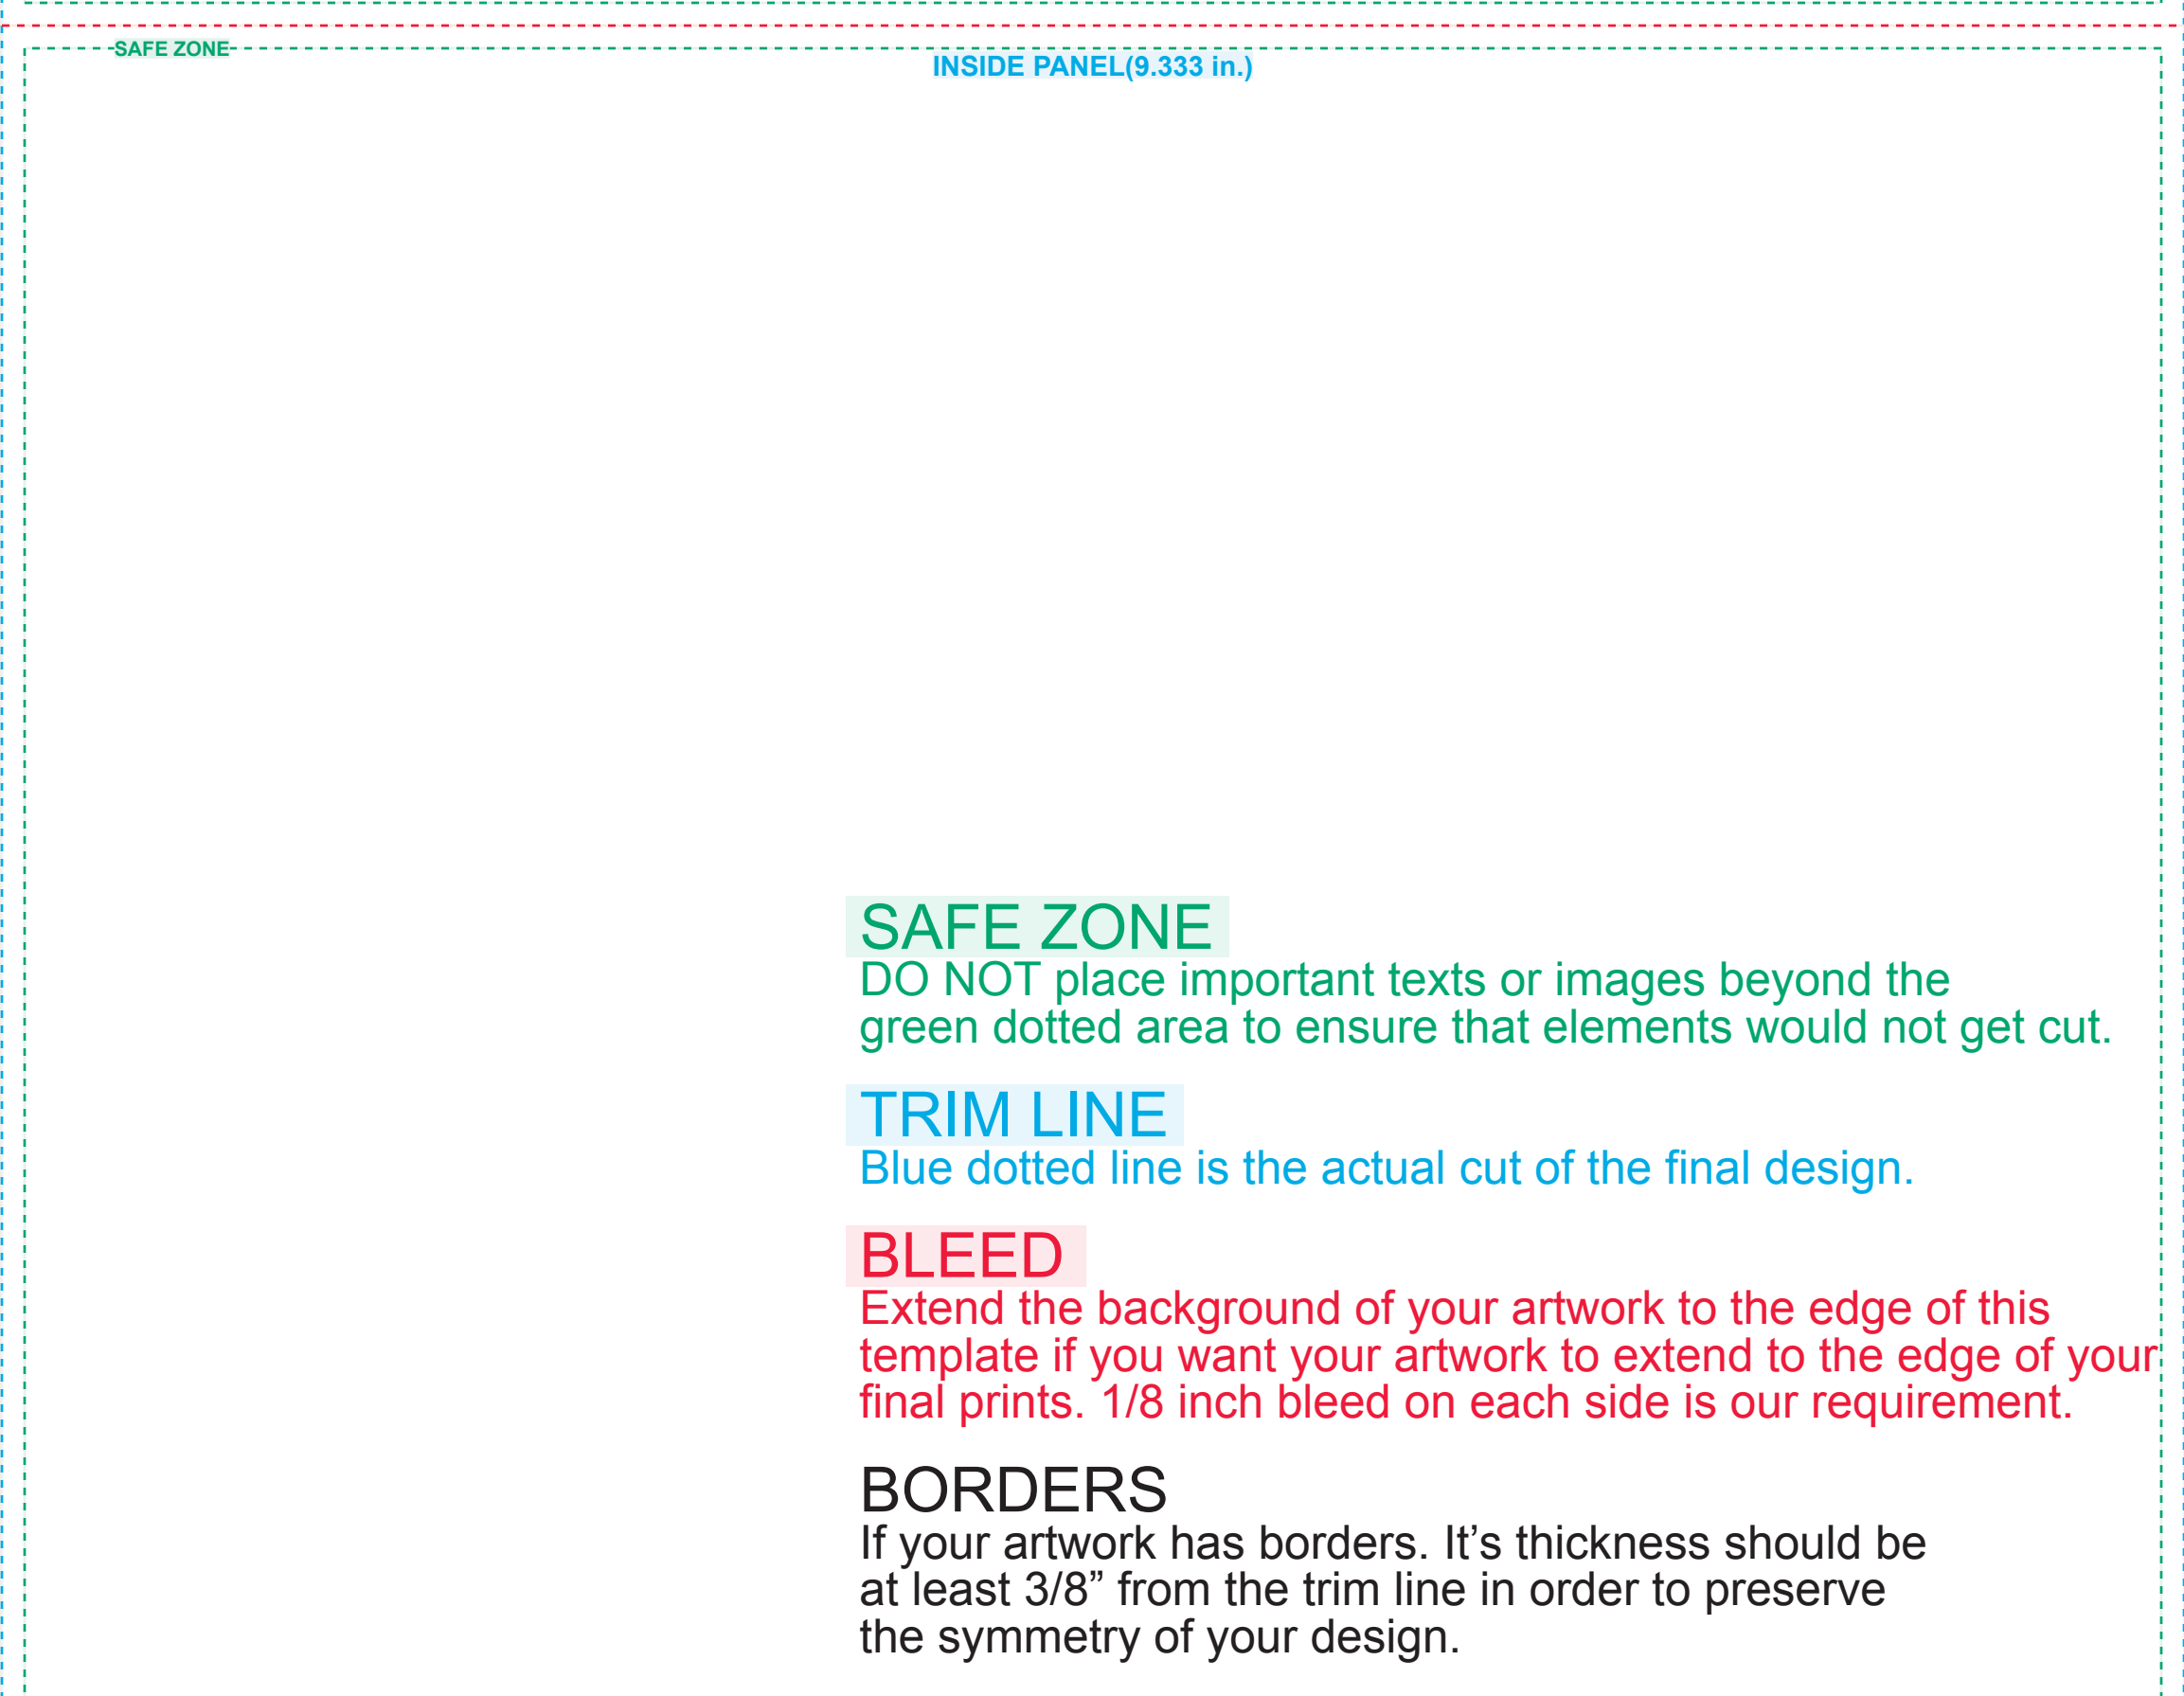 SAFE ZONE
INSIDE PANEL(9.333 in.)
SAFE ZONE
DO NOT place important texts or images beyond the
green dotted area to ensure that elements would not get cut.
TRIM LINE
Blue dotted line is the actual cut of the final design.
BLEED
Extend the background of your artwork to the edge of this
template if you want your artwork to extend to the edge of your
final prints. 1/8 inch bleed on each side is our requirement.
BORDERS
If your artwork has borders. It’s thickness should be
at least 3/8” from the trim line in order to preserve
the symmetry of your design.